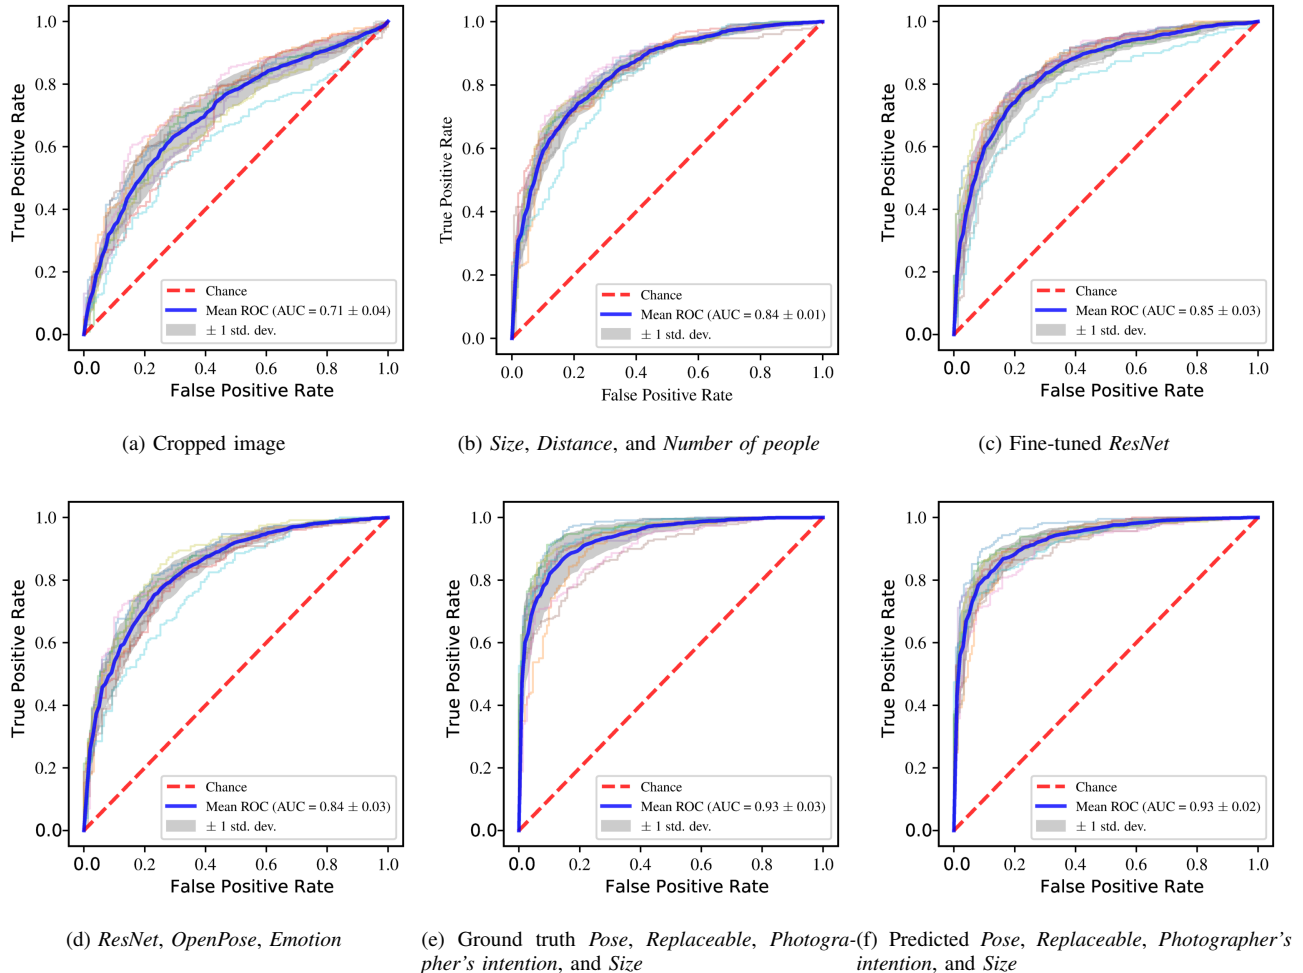 1.0
0.8
0.6
0.4
0.2
0.0
True Positive Rate
Chance
Mean ROC (AUC = 0.71 ± 0.04)
± 1 std. dev.
0.0 0.2 0.4 0.6 0.8 1.0
False Positive Rate
(a) Cropped image
1.0
0.8
0.6
0.4
0.2
0.0
True Positive Rate
Chance
Mean ROC (AUC = 0.84 ± 0.01)
± 1 std. dev.
0.0 0.2 0.4 0.6 0.8 1.0
False Positive Rate
(b) Size, Distance, and Number of people
1.0
0.8
0.6
0.4
0.2
0.0
True Positive Rate
Chance
Mean ROC (AUC = 0.85 ± 0.03)
± 1 std. dev.
0.0 0.2 0.4 0.6 0.8 1.0
False Positive Rate
(c) Fine-tuned ResNet
1.0
0.8
0.6
0.4
0.2
0.0
True Positive Rate
Chance
Mean ROC (AUC = 0.84 ± 0.03)
± 1 std. dev.
0.0 0.2 0.4 0.6 0.8 1.0
False Positive Rate
(d) ResNet, OpenPose, Emotion
1.0
0.8
0.6
0.4
0.2
0.0
True Positive Rate
Chance
Mean ROC (AUC = 0.93 ± 0.03)
± 1 std. dev.
0.0 0.2 0.4 0.6 0.8 1.0
False Positive Rate
(e) Ground truth Pose, Replaceable, Photogra-
pher's intention, and Size
1.0
0.8
0.6
0.4
0.2
0.0
True Positive Rate
Chance
Mean ROC (AUC = 0.93 ± 0.02)
± 1 std. dev.
0.0 0.2 0.4 0.6 0.8 1.0
False Positive Rate
(f) Predicted Pose, Replaceable, Photographer's
intention, and Size